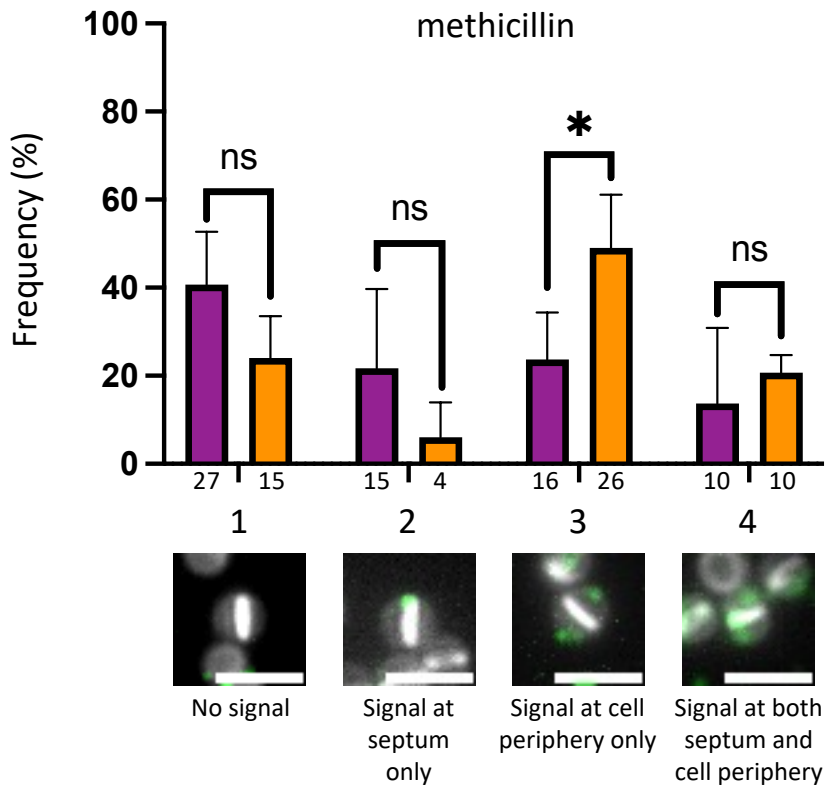 methicillin
Frequency (%)
100
80
60
40
20
0
ns
ns
*
ns
27 15 15 4 16 26 10 10
1 2 3 4
No signal
Signal at
septum
only
Signal at cell
periphery only
Signal at both
septum and
cell periphery